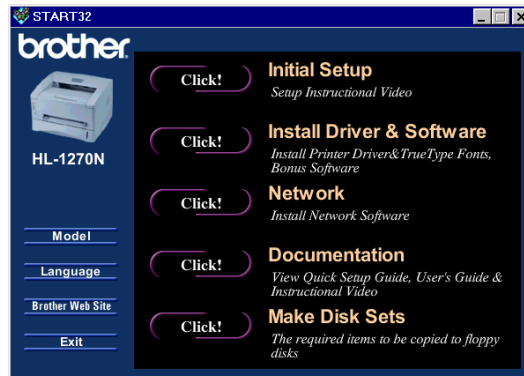 START32
brother
HL-1270N
Model
Language
Brother Web Site
Exit
Click!
Initial Setup
Setup Instructional Video
Click!
Install Driver & Software
Install Printer Driver&TrueType Fonts,
Bonus Software
Click!
Network
Install Network Software
Click!
Documentation
View Quick Setup Guide, User's Guide &
Instructional Video
Click!
Make Disk Sets
The required items to be copied to floppy
disks